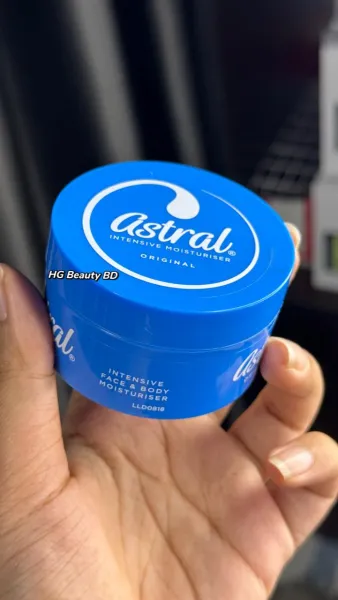 astral®
INTENSIVE MOISTURISER
ORIGINAL
HG Beauty BD
INTENSIVE
FACE & BODY
MOISTURISER
LLD0818